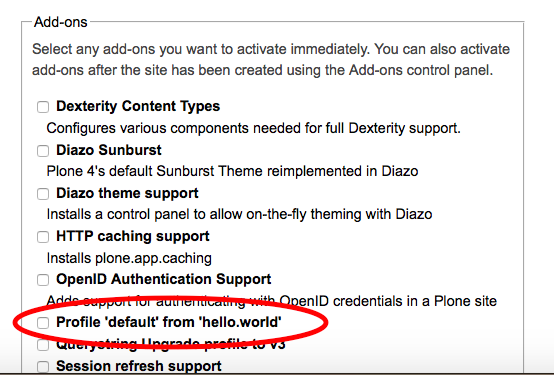 Add-ons
Select any add-ons you want to activate immediately. You can also activate
add-ons after the site has been created using the Add-ons control panel.
Dexterity Content Types
Configures various components needed for full Dexterity support.
Diazo Sunburst
Plone 4's default Sunburst Theme reimplemented in Diazo
Diazo theme support
Installs a control panel to allow on-the-fly theming with Diazo
HTTP caching support
Installs plone.app.caching
OpenID Authentication Support
Adds support for authenticating with OpenID credentials in a Plone site
Profile 'default' from 'hello.world'
Querystring Upgrade profile to v3
Session refresh support